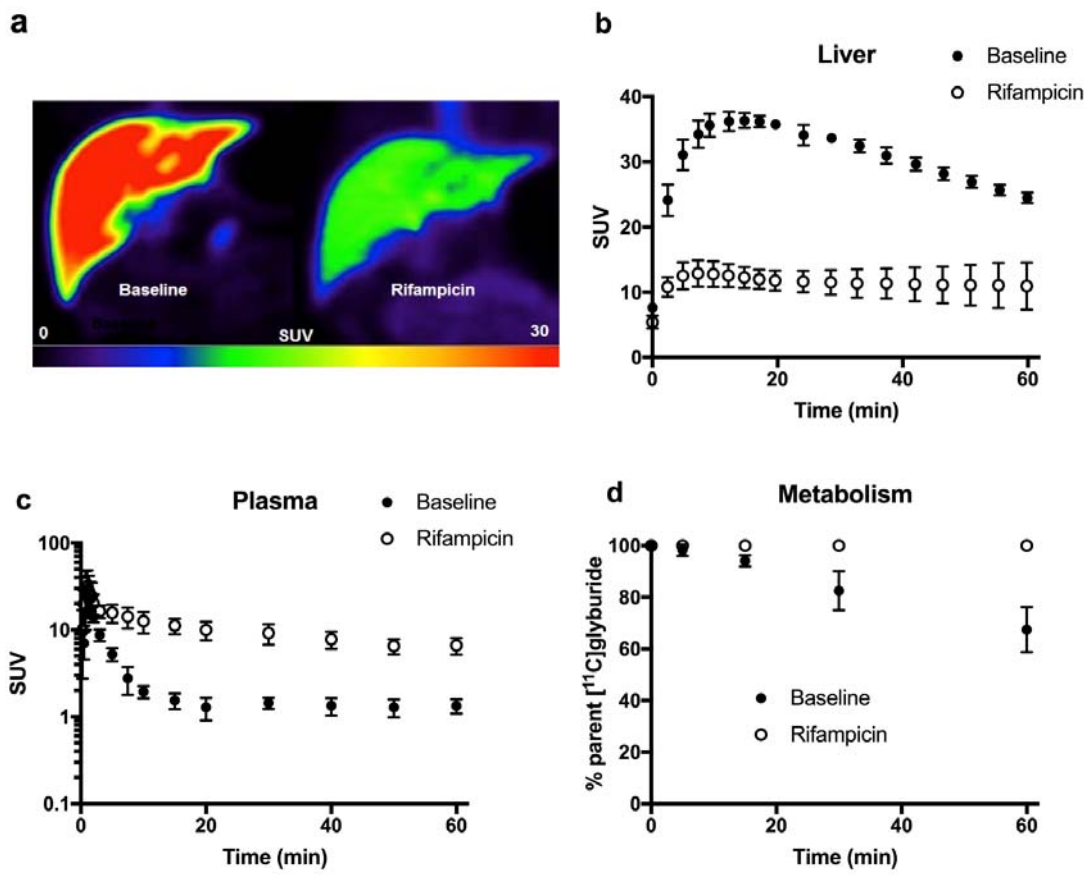 a
Baseline
Rifampicin
Baseline
0
SUV
30
b
Liver
Baseline
Rifampicin
40
30
20
10
0
SUV
0
20
40
60
Time (min)
c
Plasma
Baseline
Rifampicin
100
10
1
0.1
SUV
0
20
40
60
Time (min)
d
Metabolism
100
80
60
40
20
0
% parent [¹¹C]glyburide
Baseline
Rifampicin
0
20
40
60
Time (min)